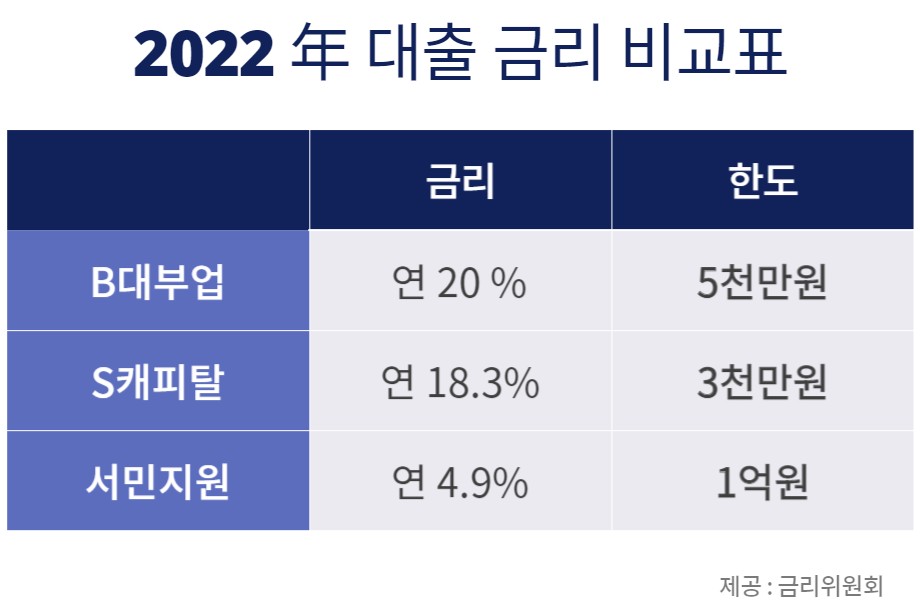 2022 年 대출 금리 비교표
금리 한도
B대부업 연 20 % 5천만원
S캐피탈 연 18.3% 3천만원
서민지원 연 4.9% 1억원
제공 : 금리위원회